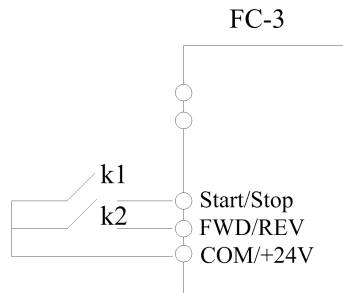 FC-3
k1
Start/Stop
k2
FWD/REV
COM/+24V